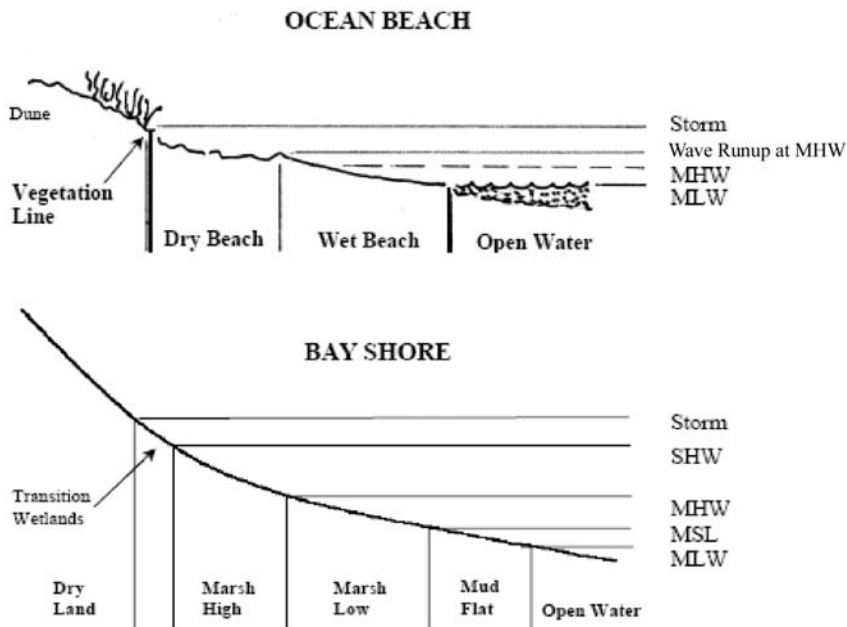 OCEAN BEACH
Dune
Storm
Wave Runup at MHW
MHW
MLW
Vegetation
Line
Dry Beach
Wet Beach
Open Water
BAY SHORE
Storm
SHW
MHW
MSL
MLW
Transition
Wetlands
Dry
Land
Marsh
High
Marsh
Low
Mud
Flat
Open Water